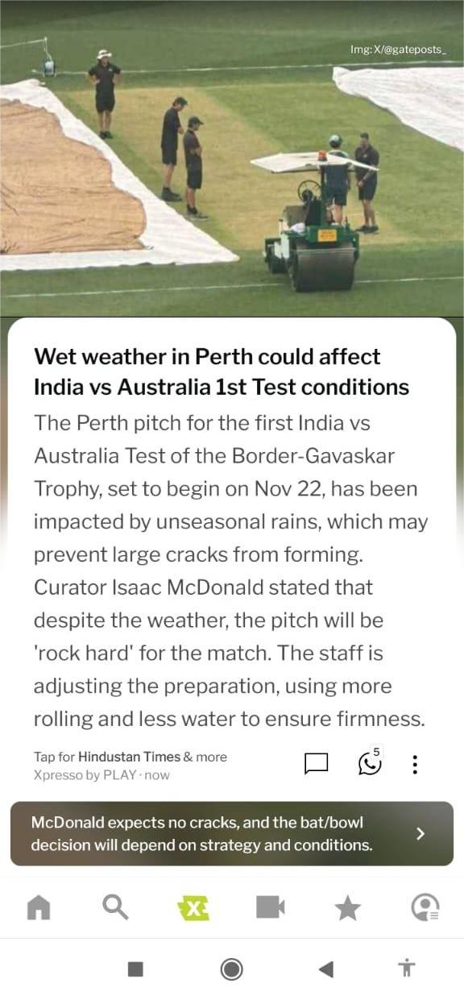 Img: X/@gateposts_
Wet weather in Perth could affect
India vs Australia 1st Test conditions
The Perth pitch for the first India vs
Australia Test of the Border-Gavaskar
Trophy, set to begin on Nov 22, has been
impacted by unseasonal rains, which may
prevent large cracks from forming.
Curator Isaac McDonald stated that
despite the weather, the pitch will be
'rock hard' for the match. The staff is
adjusting the preparation, using more
rolling and less water to ensure firmness.
Tap for Hindustan Times & more
Xpresso by PLAY · now
5
McDonald expects no cracks, and the bat/bowl
decision will depend on strategy and conditions.
X